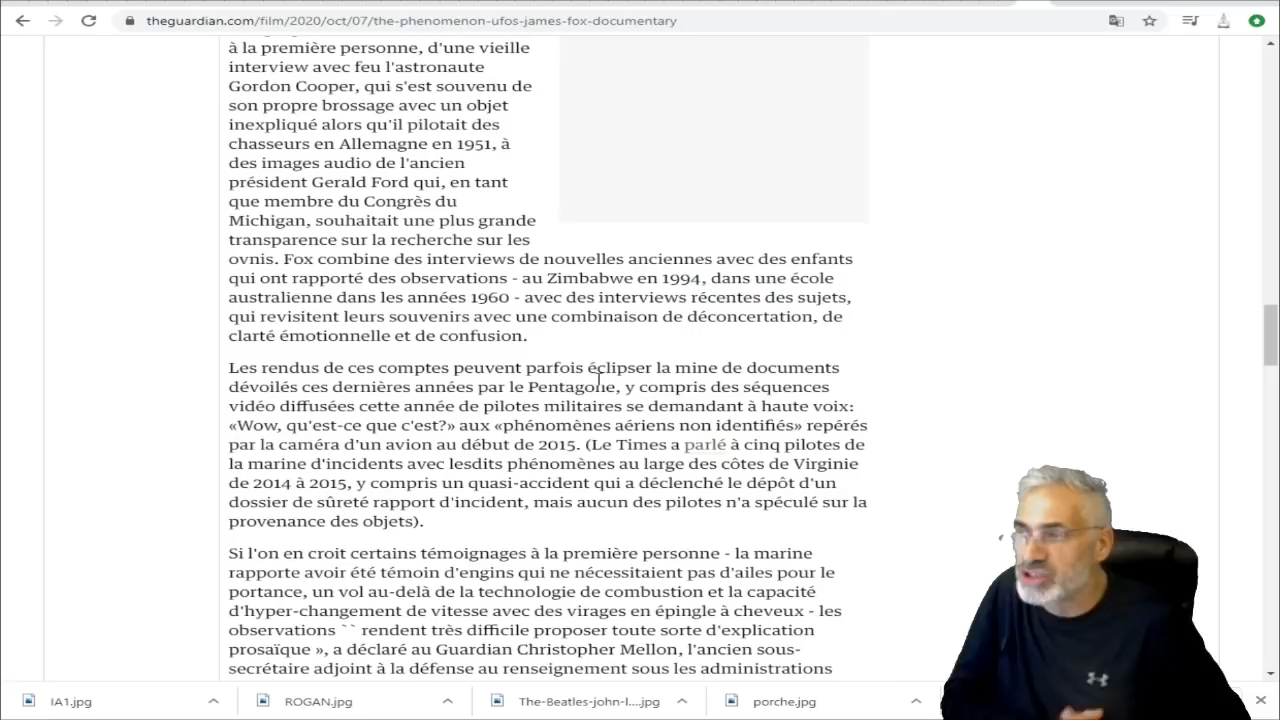 theguardian.com/film/2020/oct/07/the-phenomenon-ufos-james-fox-documentary
à la première personne, d'une vieille
interview avec feu l'astronaute
Gordon Cooper, qui s'est souvenu de
son propre brossage avec un objet
inexpliqué alors qu'il pilotait des
chasseurs en Allemagne en 1951, à
des images audio de l'ancien
président Gerald Ford qui, en tant
que membre du Congrès du
Michigan, souhaitait une plus grande
transparence sur la recherche sur les
ovnis. Fox combine des interviews de nouvelles anciennes avec des enfants
qui ont rapporté des observations - au Zimbabwe en 1994, dans une école
australienne dans les années 1960 - avec des interviews récentes des sujets,
qui revisitent leurs souvenirs avec une combinaison de déconcertation, de
clarté émotionnelle et de confusion.
Les rendus de ces comptes peuvent parfois éclipser la mine de documents
dévoilés ces dernières années par le Pentagone, y compris des séquences
vidéo diffusées cette année de pilotes militaires se demandant à haute voix:
«Wow, qu'est-ce que c'est?» aux «phénomènes aériens non identifiés» repérés
par la caméra d'un avion au début de 2015. (Le Times a parlé à cinq pilotes de
la marine d'incidents avec lesdits phénomènes au large des côtes de Virginie
de 2014 à 2015, y compris un quasi-accident qui a déclenché le dépôt d'un
dossier de sûreté rapport d'incident, mais aucun des pilotes n'a spéculé sur la
provenance des objets).
Si l'on en croit certains témoignages à la première personne - la marine
rapporte avoir été témoin d'engins qui ne nécessitaient pas d'ailes pour le
portance, un vol au-delà de la technologie de combustion et la capacité
d'hyper-changement de vitesse avec des virages en épingle à cheveux - les
observations `` rendent très difficile proposer toute sorte d'explication
prosaïque », a déclaré au Guardian Christopher Mellon, l'ancien sous-
secrétaire adjoint à la défense au renseignement sous les administrations
IA1.jpg
ROGAN.jpg
The-Beatles-john-l....jpg
porche.jpg